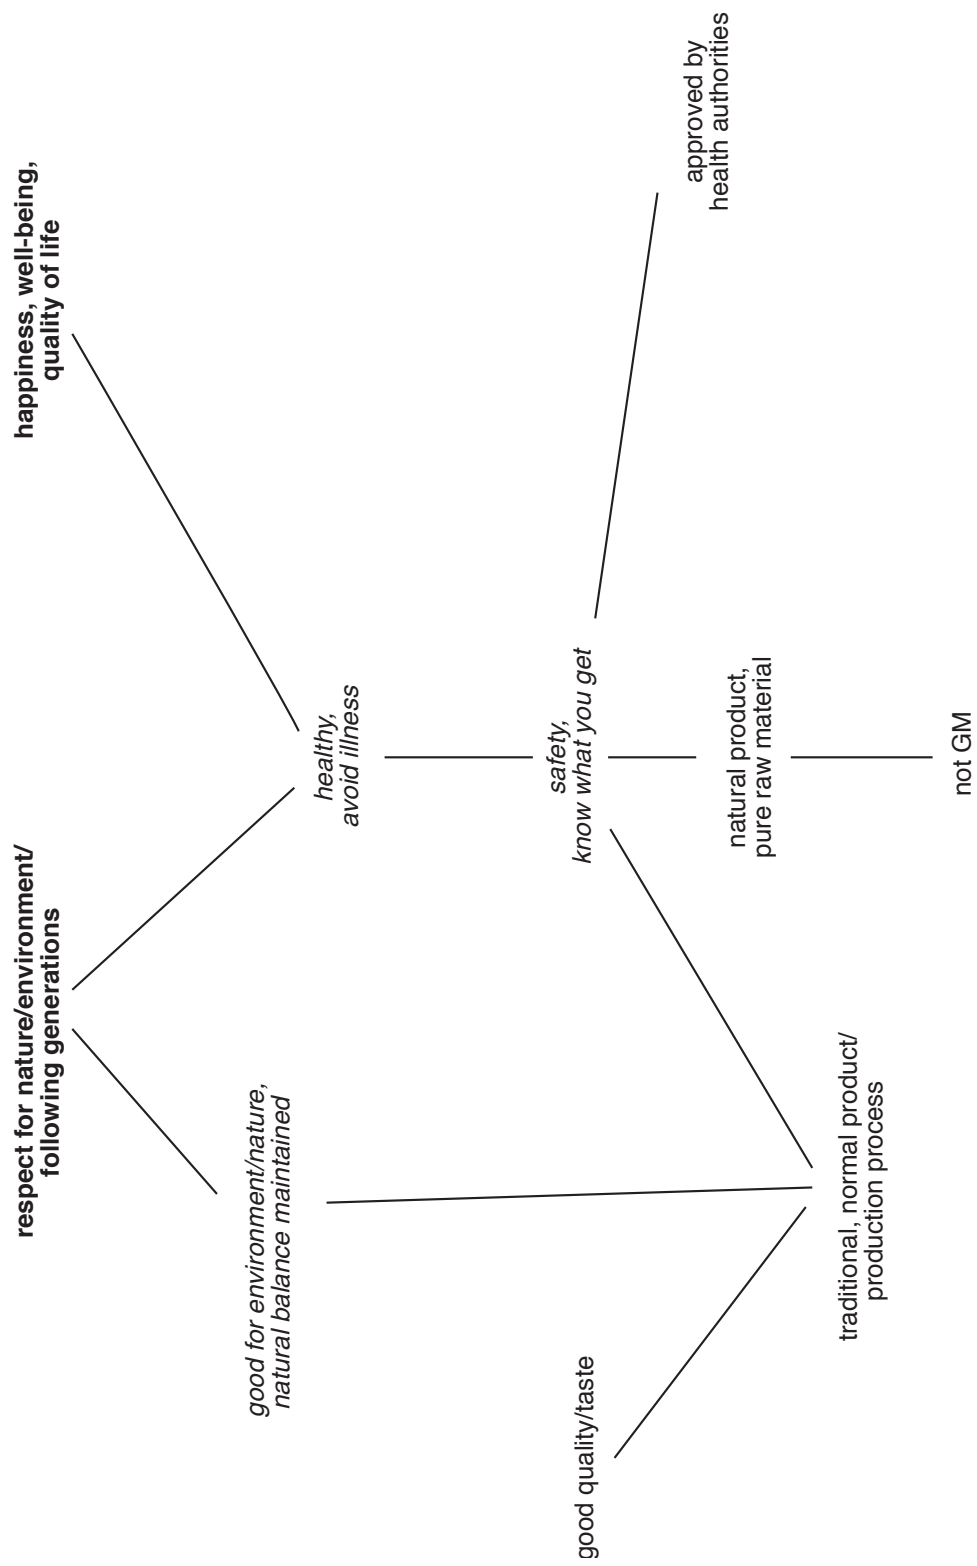 respect for nature/environment/
following generations
happiness, well-being,
quality of life
good for environment/nature,
natural balance maintained
healthy,
avoid illness
good quality/taste
safety,
know what you get
approved by
health authorities
natural product,
pure raw material
traditional, normal product/
production process
not GM